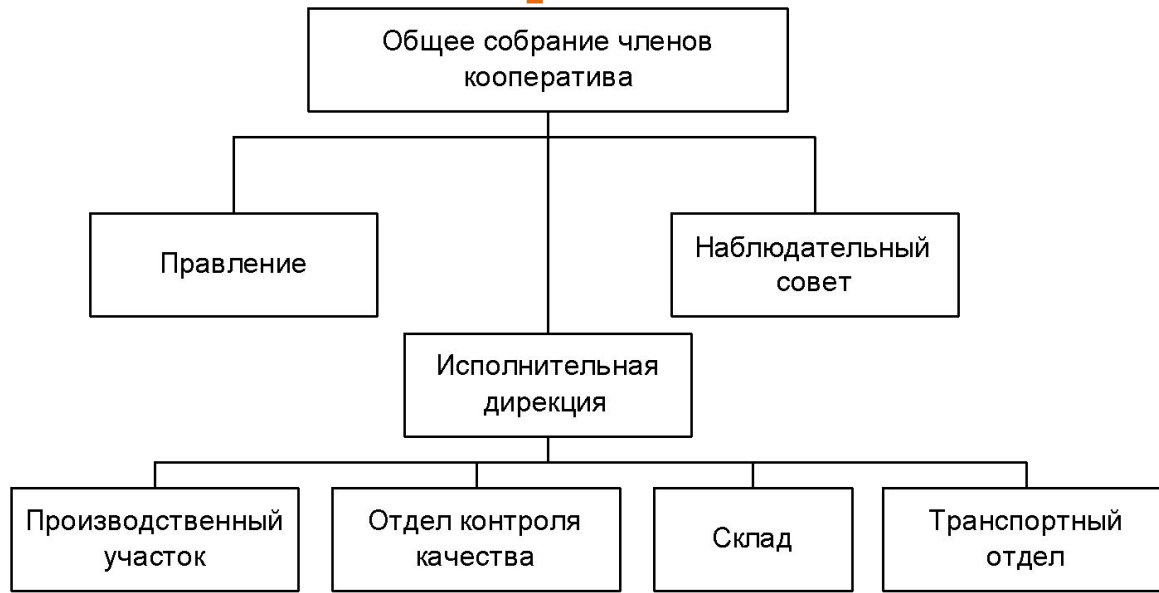 Общее собрание членов
кооператива
Правление
Наблюдательный
совет
Исполнительная
дирекция
Производственный
участок
Отдел контроля
качества
Склад
Транспортный
отдел